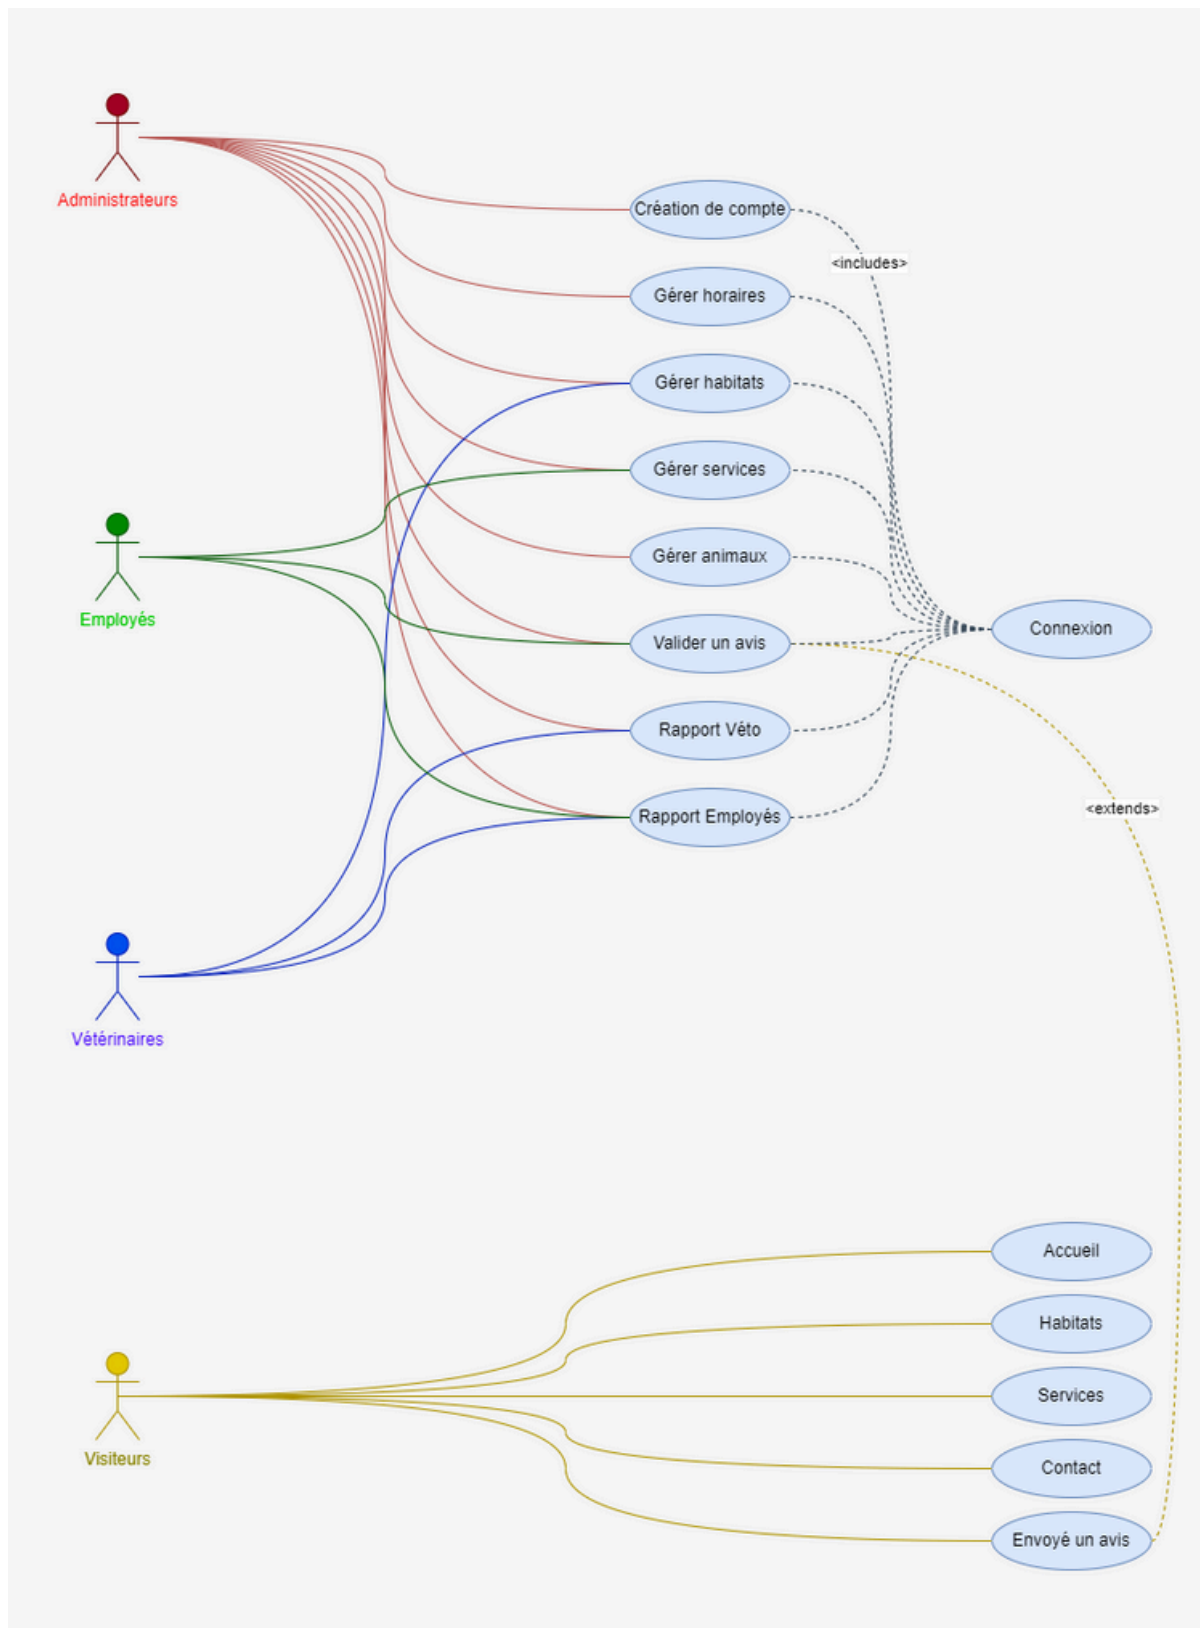 Administrateurs
Création de compte
<includes>
Gérer horaires
Gérer habitats
Gérer services
Employés
Gérer animaux
Connexion
Valider un avis
Rapport Véto
<extends>
Rapport Employés
Vétérinaires
Accueil
Habitats
Services
Visiteurs
Contact
Envoyé un avis